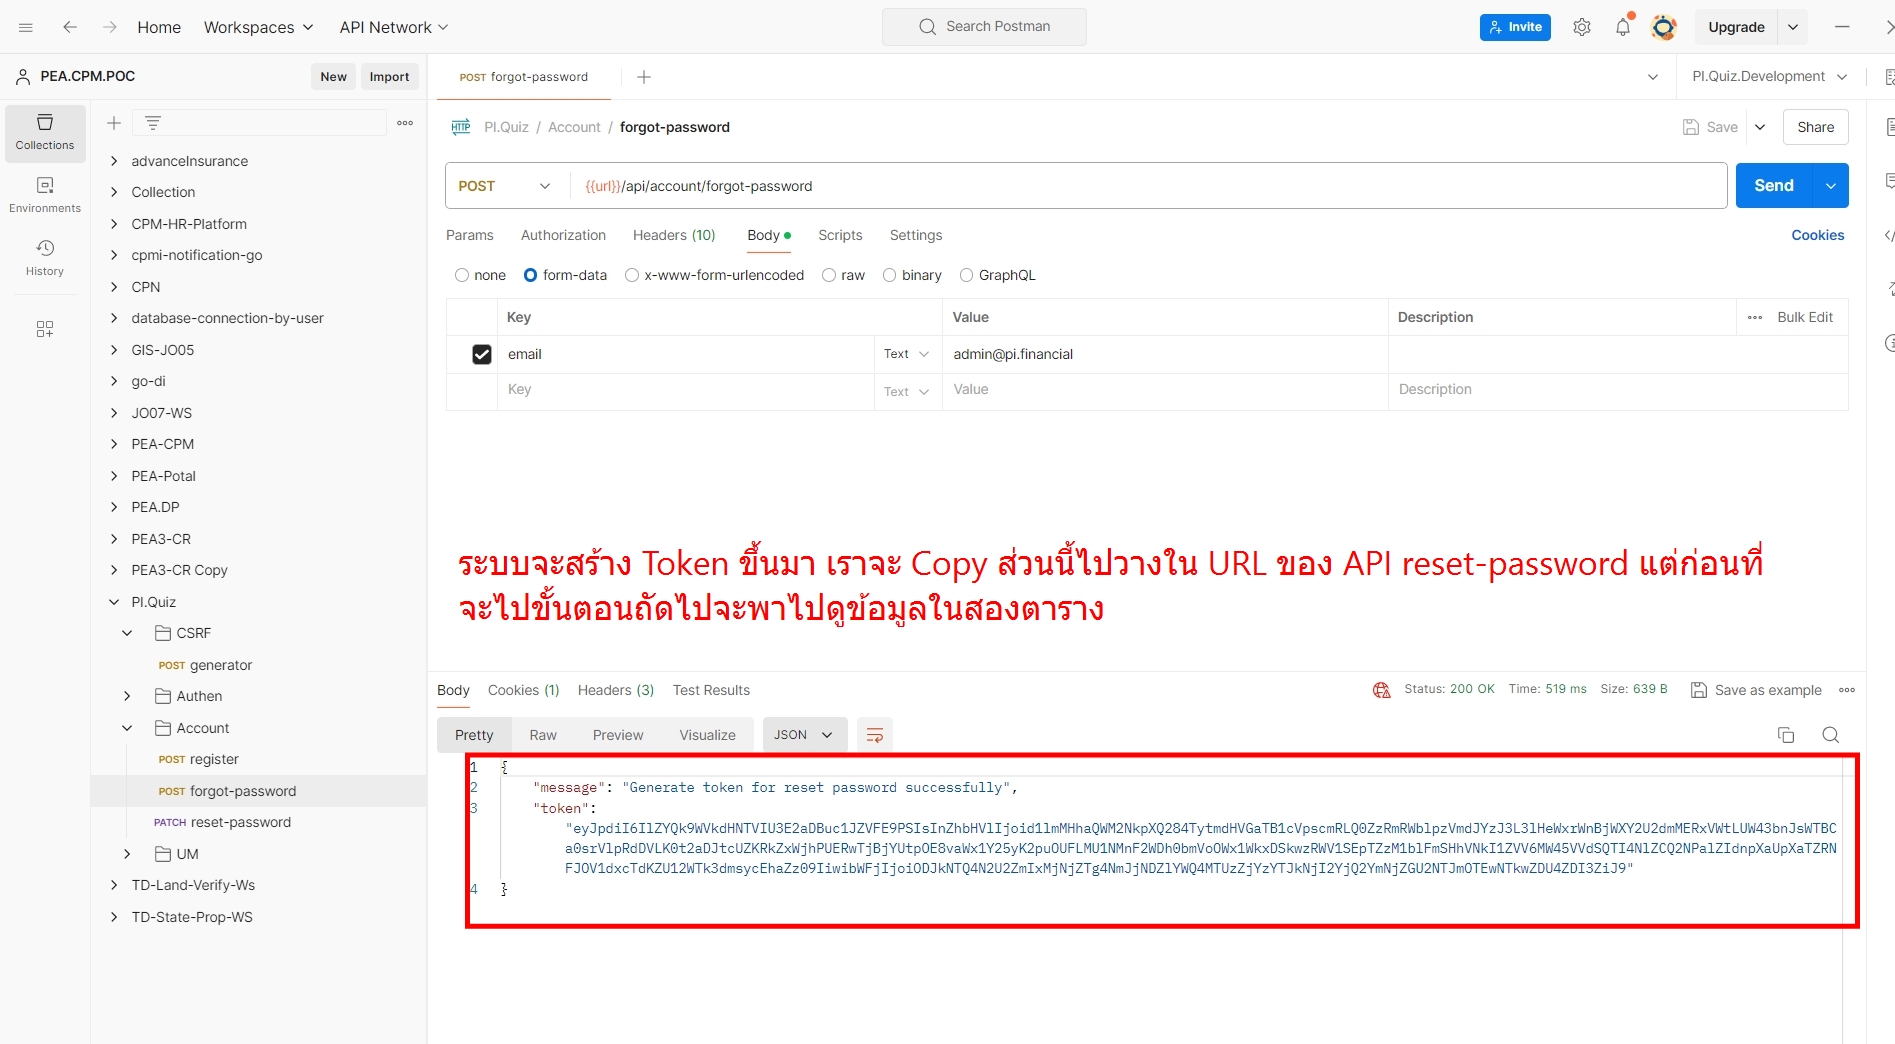 Home Workspaces API Network Search Postman Invite Upgrade
PEA.CPM.POC New Import POST forgot-password PI.Quiz.Development
Collections
Environments
History
advanceInsurance
Collection
CPM-HR-Platform
cpmi-notification-go
CPN
database-connection-by-user
GIS-JO05
go-di
JO07-WS
PEA-CPM
PEA-Potal
PEA.DP
PEA3-CR
PEA3-CR Copy
PI.Quiz
CSRF
POST generator
Authen
Account
POST register
POST forgot-password
PATCH reset-password
UM
TD-Land-Verify-Ws
TD-State-Prop-WS
HTTP PI.Quiz / Account / forgot-password Save Share
POST {{url}}/api/account/forgot-password Send
Params Authorization Headers (10) Body Scripts Settings Cookies
none form-data x-www-form-urlencoded raw binary GraphQL
Key Value Description Bulk Edit
email Text admin@pi.financial
Key Text Value Description
ระบบจะสร้าง Token ขึ้นมา เราจะ Copy ส่วนนี้ไปวางใน URL ของ API reset-password แต่ก่อนที่
จะไปขั้นตอนถัดไปจะพาไปดูข้อมูลในสองตาราง
Body Cookies (1) Headers (3) Test Results Status: 200 OK Time: 519 ms Size: 639 B Save as example
Pretty Raw Preview Visualize JSON
1 {
2 "message": "Generate token for reset password successfully",
3 "token":
4 }